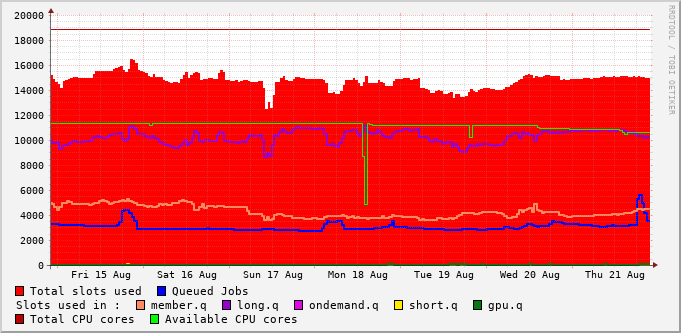 20000
18000
16000
14000
12000
10000
8000
6000
4000
2000
0
Fri 15 Aug Sat 16 Aug Sun 17 Aug Mon 18 Aug Tue 19 Aug Wed 20 Aug Thu 21 Aug
Total slots used Queued Jobs
Slots used in : member.q long.q ondemand.q short.q gpu.q
Total CPU cores Available CPU cores
RRDTOOL / TOBI OETIKER